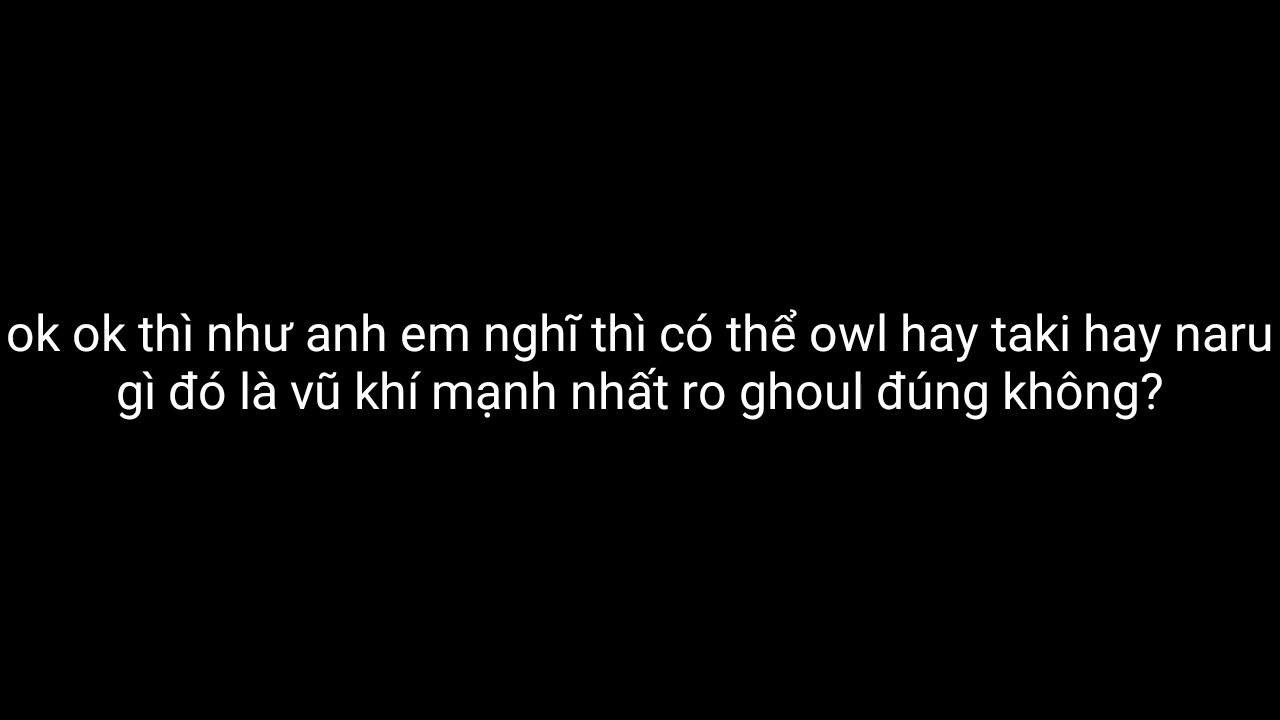 ok ok thì như anh em nghĩ thì có thể owl hay taki hay naru
gì đó là vũ khí mạnh nhất ro ghoul đúng không?